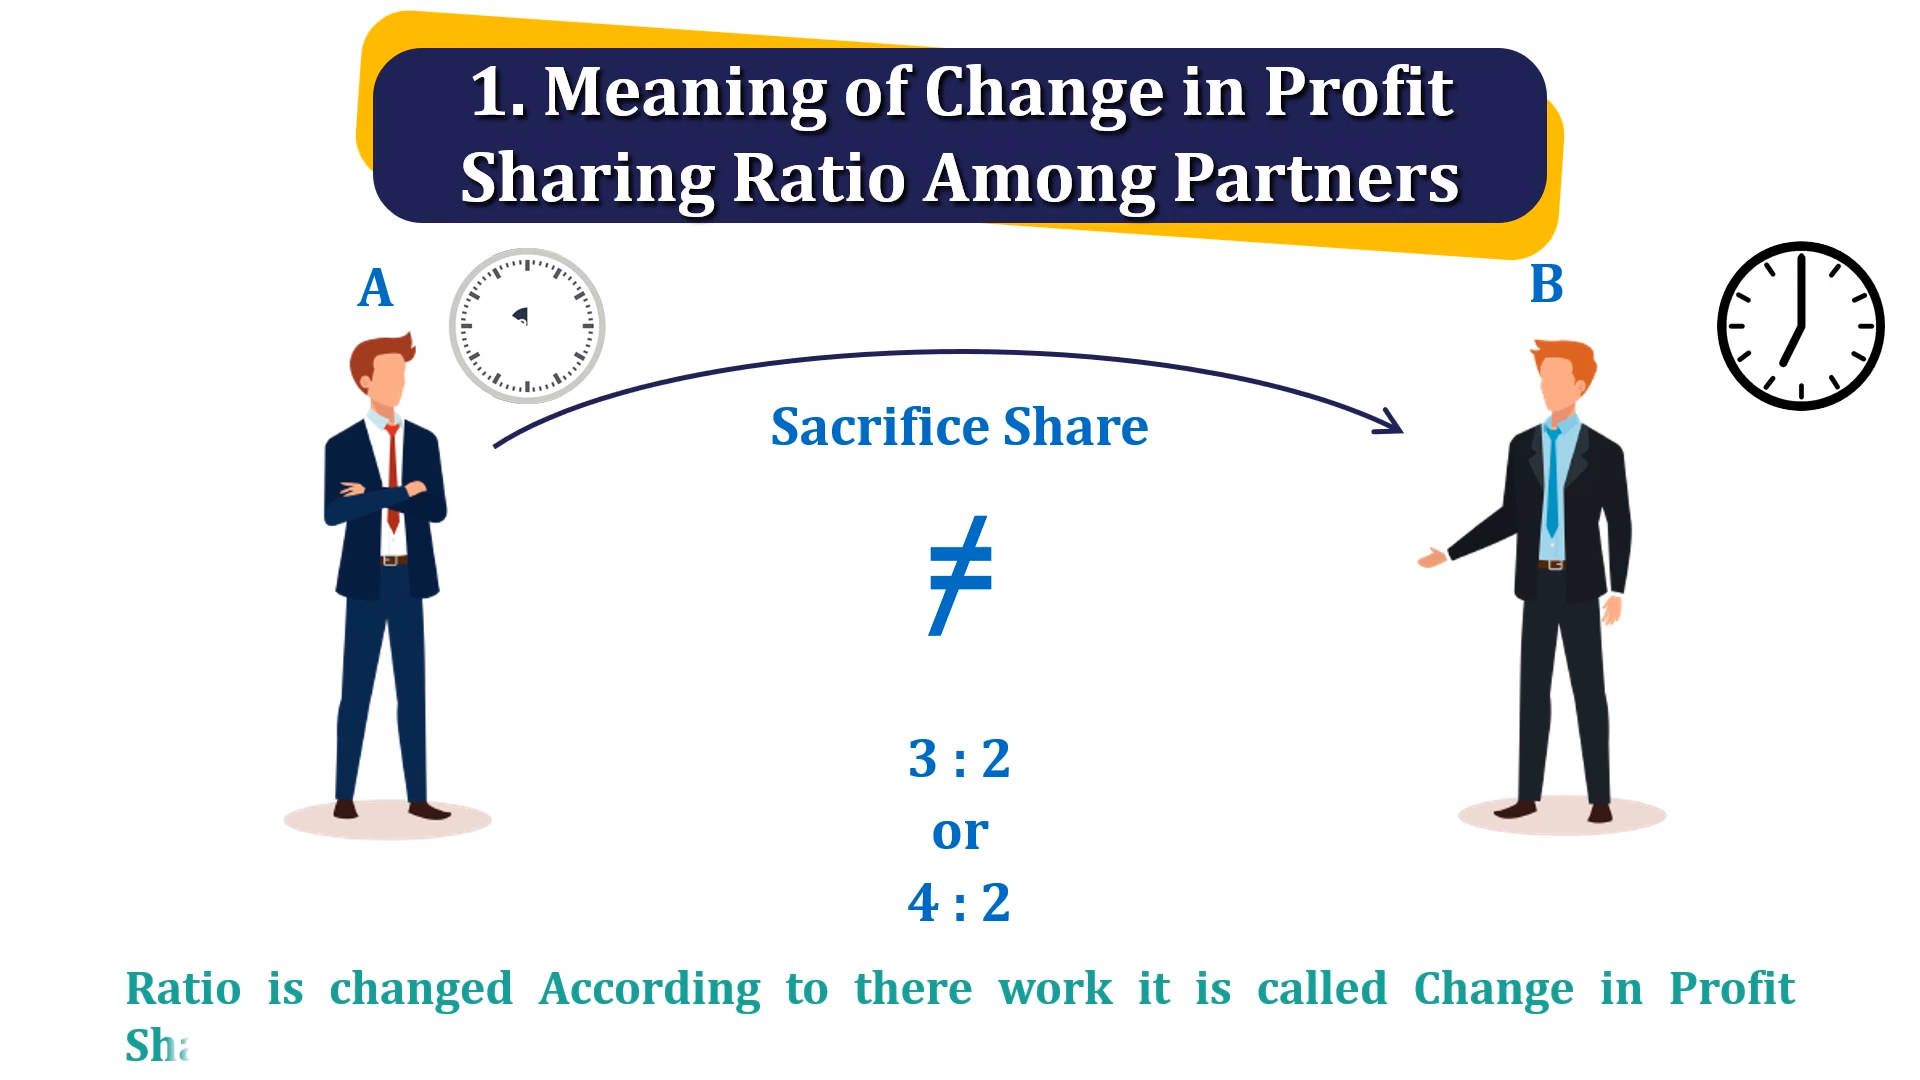 1. Meaning of Change in Profit
Sharing Ratio Among Partners
A
B
Sacrifice Share
≠
3 : 2
or
4 : 2
Ratio is changed According to there work it is called Change in Profit